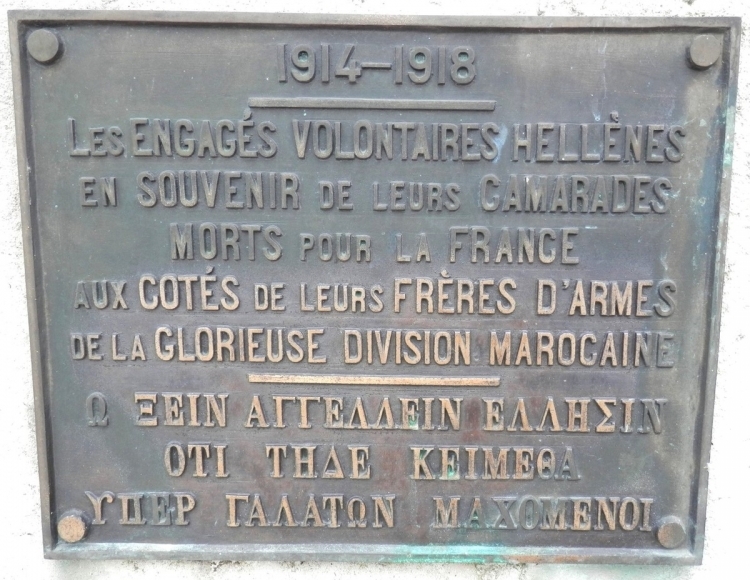 1914–1918
LES ENGAGÉS VOLONTAIRES HELLÈNES
EN SOUVENIR DE LEURS CAMARADES
MORTS POUR LA FRANCE
AUX COTÉS DE LEURS FRÈRES D'ARMES
DE LA GLORIEUSE DIVISION MAROCAINE
Ω ΞΕΙΝ ΑΓΓΕΛΛΕΙΝ ΕΛΛΗΣΙΝ
ΟΤΙ ΤΗΔΕ ΚΕΙΜΕΘΑ
ΥΠΕΡ ΓΑΛΑΤΩΝ ΜΑΧΟΜΕΝΟΙ